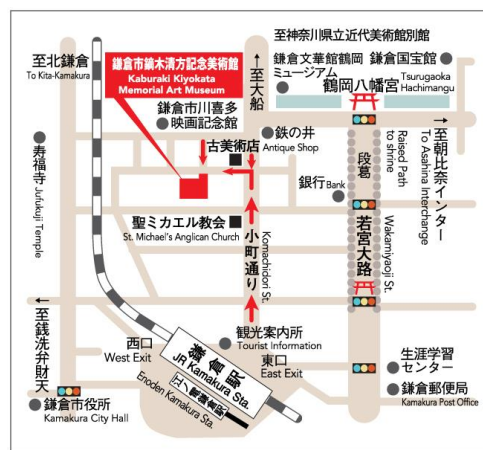 至神奈川県立近代美術館別館
至北鎌倉
To Kita-Kamakura
鎌倉市鏑木清方記念美術館
Kaburaki Kiyokata
Memorial Art Museum
至大船
鎌倉文華館鶴岡
ミュージアム
鎌倉国宝館
鶴岡八幡宮
Tsurugaoka
Hachimangu
鎌倉市川喜多
映画記念館
鉄の井
古美術店
Antique Shop
寿福寺
Jufukuji Temple
銀行 Bank
段葛
Raised Path
to shrine
至朝比奈インター
To Asahina Interchange
聖ミカエル教会
St. Michael's Anglican Church
小町通り
Komachidori St.
若宮大路
Wakamiyaoji St.
至銭洗弁財天
西口
West Exit
鎌倉駅
JR Kamakura Sta.
江ノ電鎌倉駅
Enoden Kamakura Sta.
観光案内所
Tourist Information
東口
East Exit
生涯学習
センター
鎌倉郵便局
Kamakura Post Office
鎌倉市役所
Kamakura City Hall